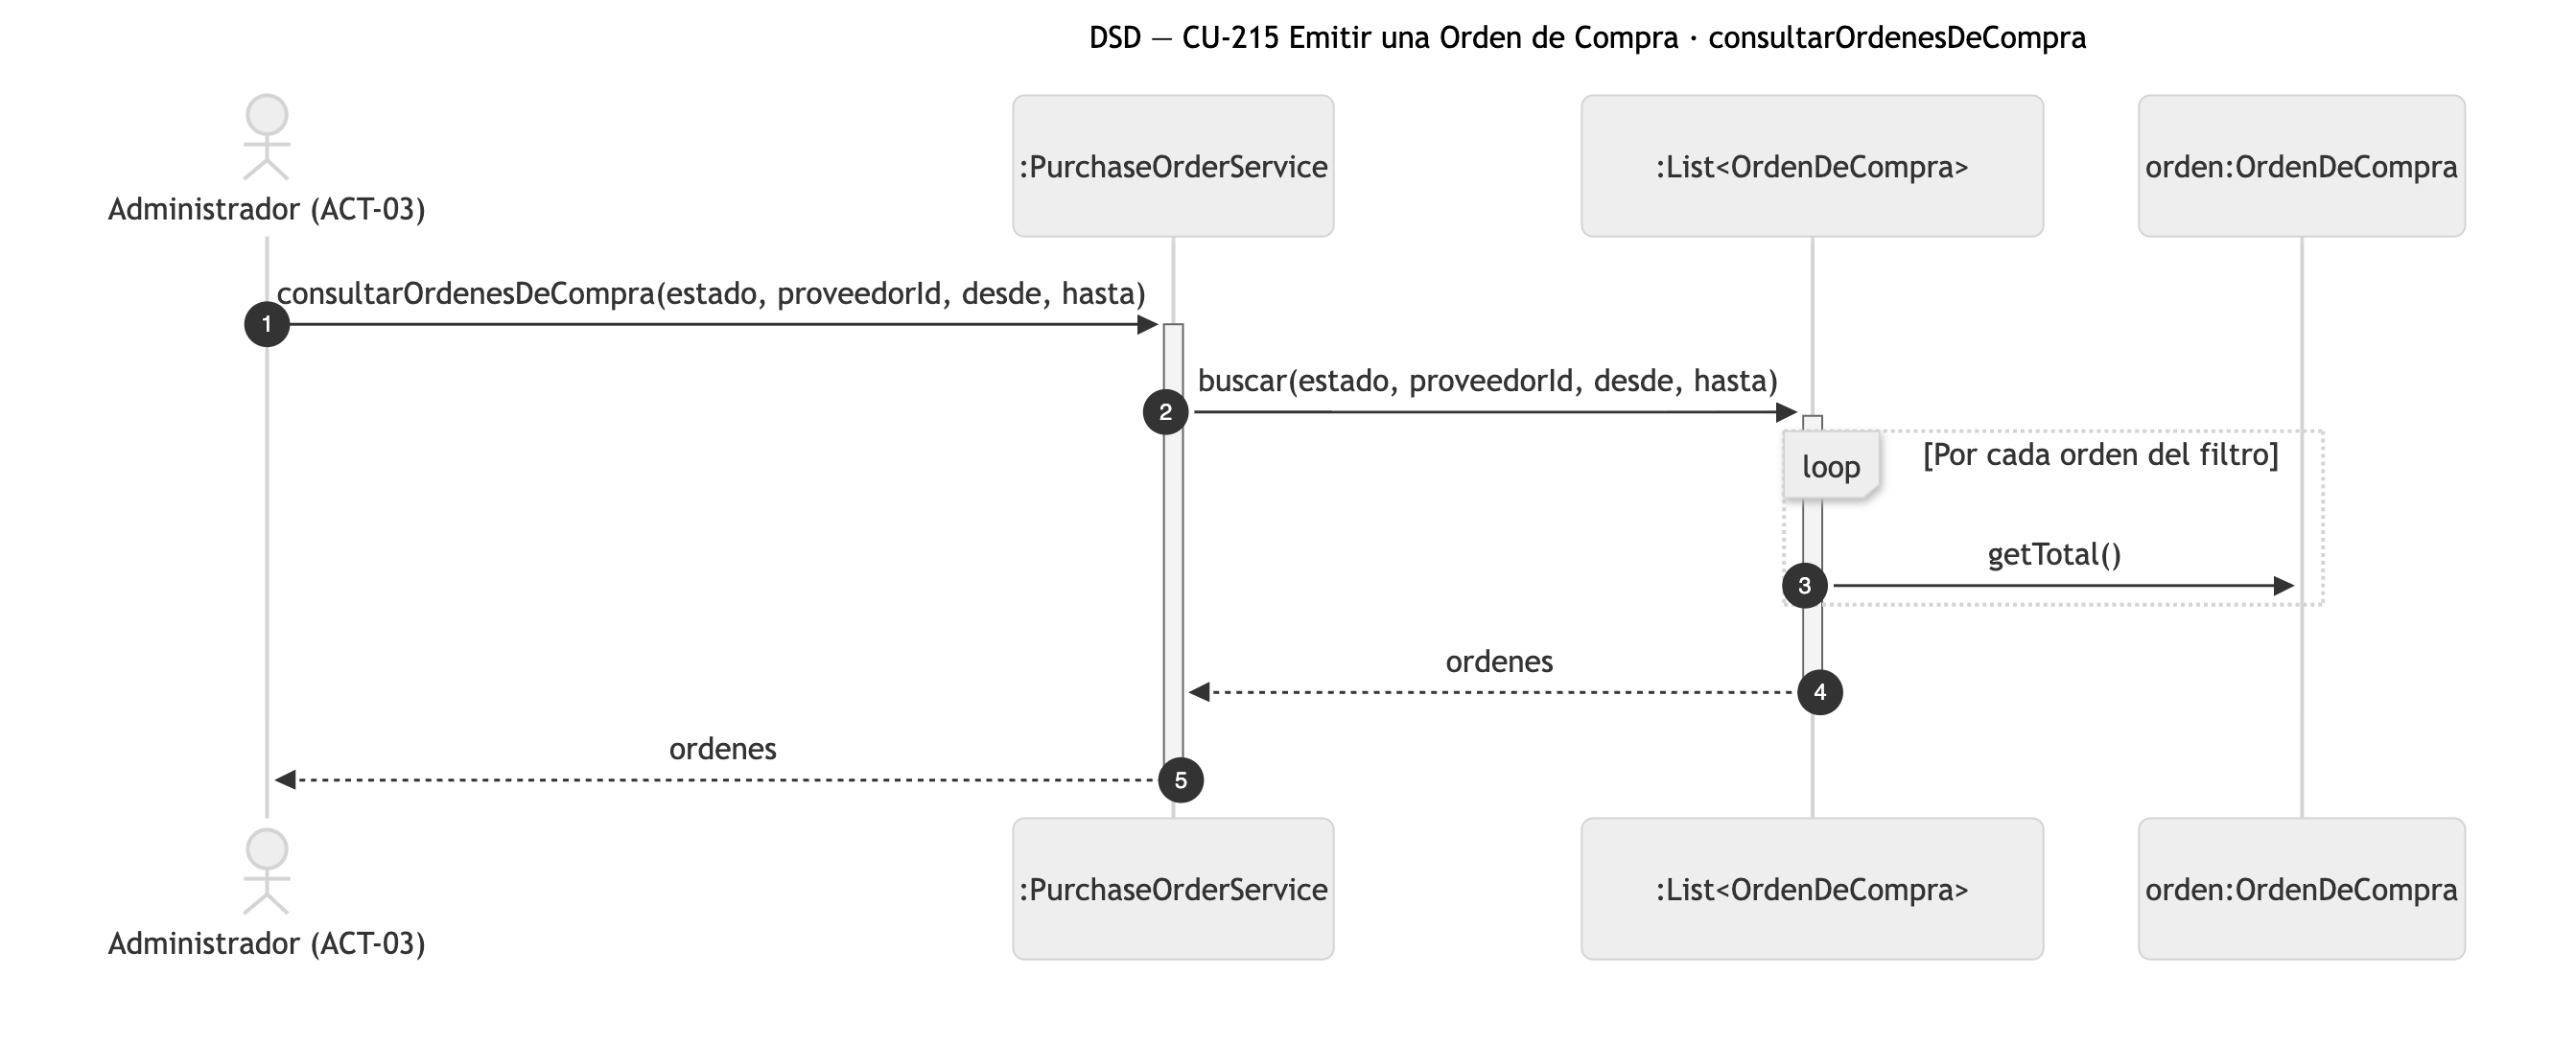 DSD — CU-215 Emitir una Orden de Compra · consultarOrdenesDeCompra
Administrador (ACT-03)
:PurchaseOrderService
:List<OrdenDeCompra>
orden:OrdenDeCompra
consultarOrdenesDeCompra(estado, proveedorId, desde, hasta)
1
buscar(estado, proveedorId, desde, hasta)
2
loop
[Por cada orden del filtro]
getTotal()
3
ordenes
4
ordenes
5
Administrador (ACT-03)
:PurchaseOrderService
:List<OrdenDeCompra>
orden:OrdenDeCompra